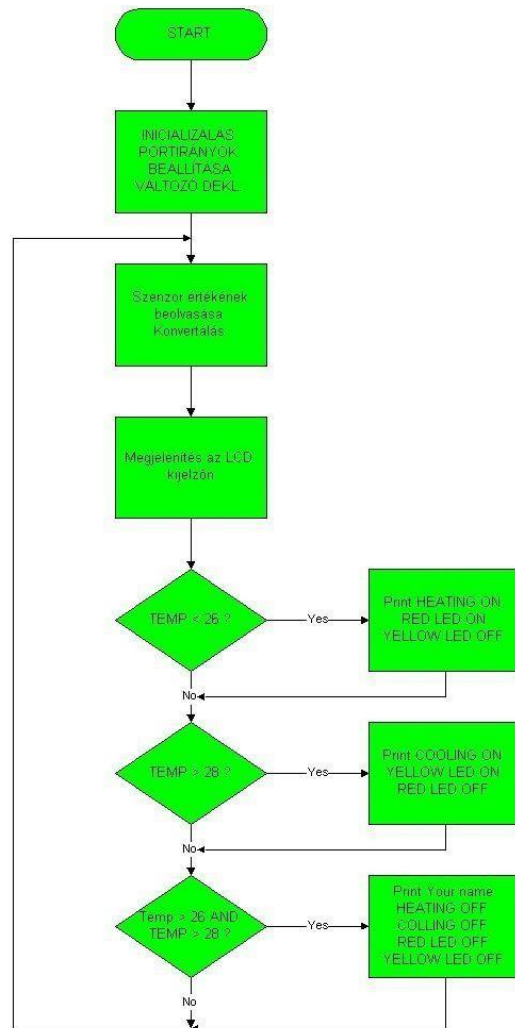 START
INICIALIZÁLÁS
PORTIRÁNYOK
BEÁLLÍTÁSA
VÁLTOZÓ DEKL.
Szenzor értékének
beolvasása
Konvertálás
Megjelenítés az LCD
kijelzőn
TEMP < 26 ?
Yes
Print HEATING ON
RED LED ON
YELLOW LED OFF
No
TEMP > 28 ?
Yes
Print COOLING ON
YELLOW LED ON
RED LED OFF
No
Temp > 26 AND
TEMP > 28 ?
Yes
Print Your name
HEATING OFF
COLLING OFF
RED LED OFF
YELLOW LED OFF
No